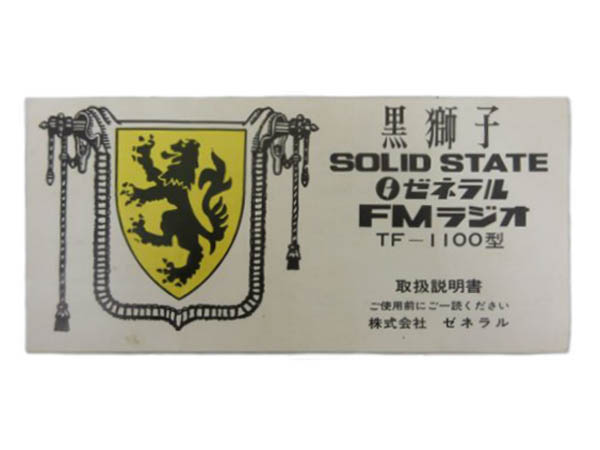 黒獅子
SOLID STATE
ゼネラル
FMラジオ
TF-1100型
取扱説明書
ご使用前にご一読ください
株式会社 ゼネラル